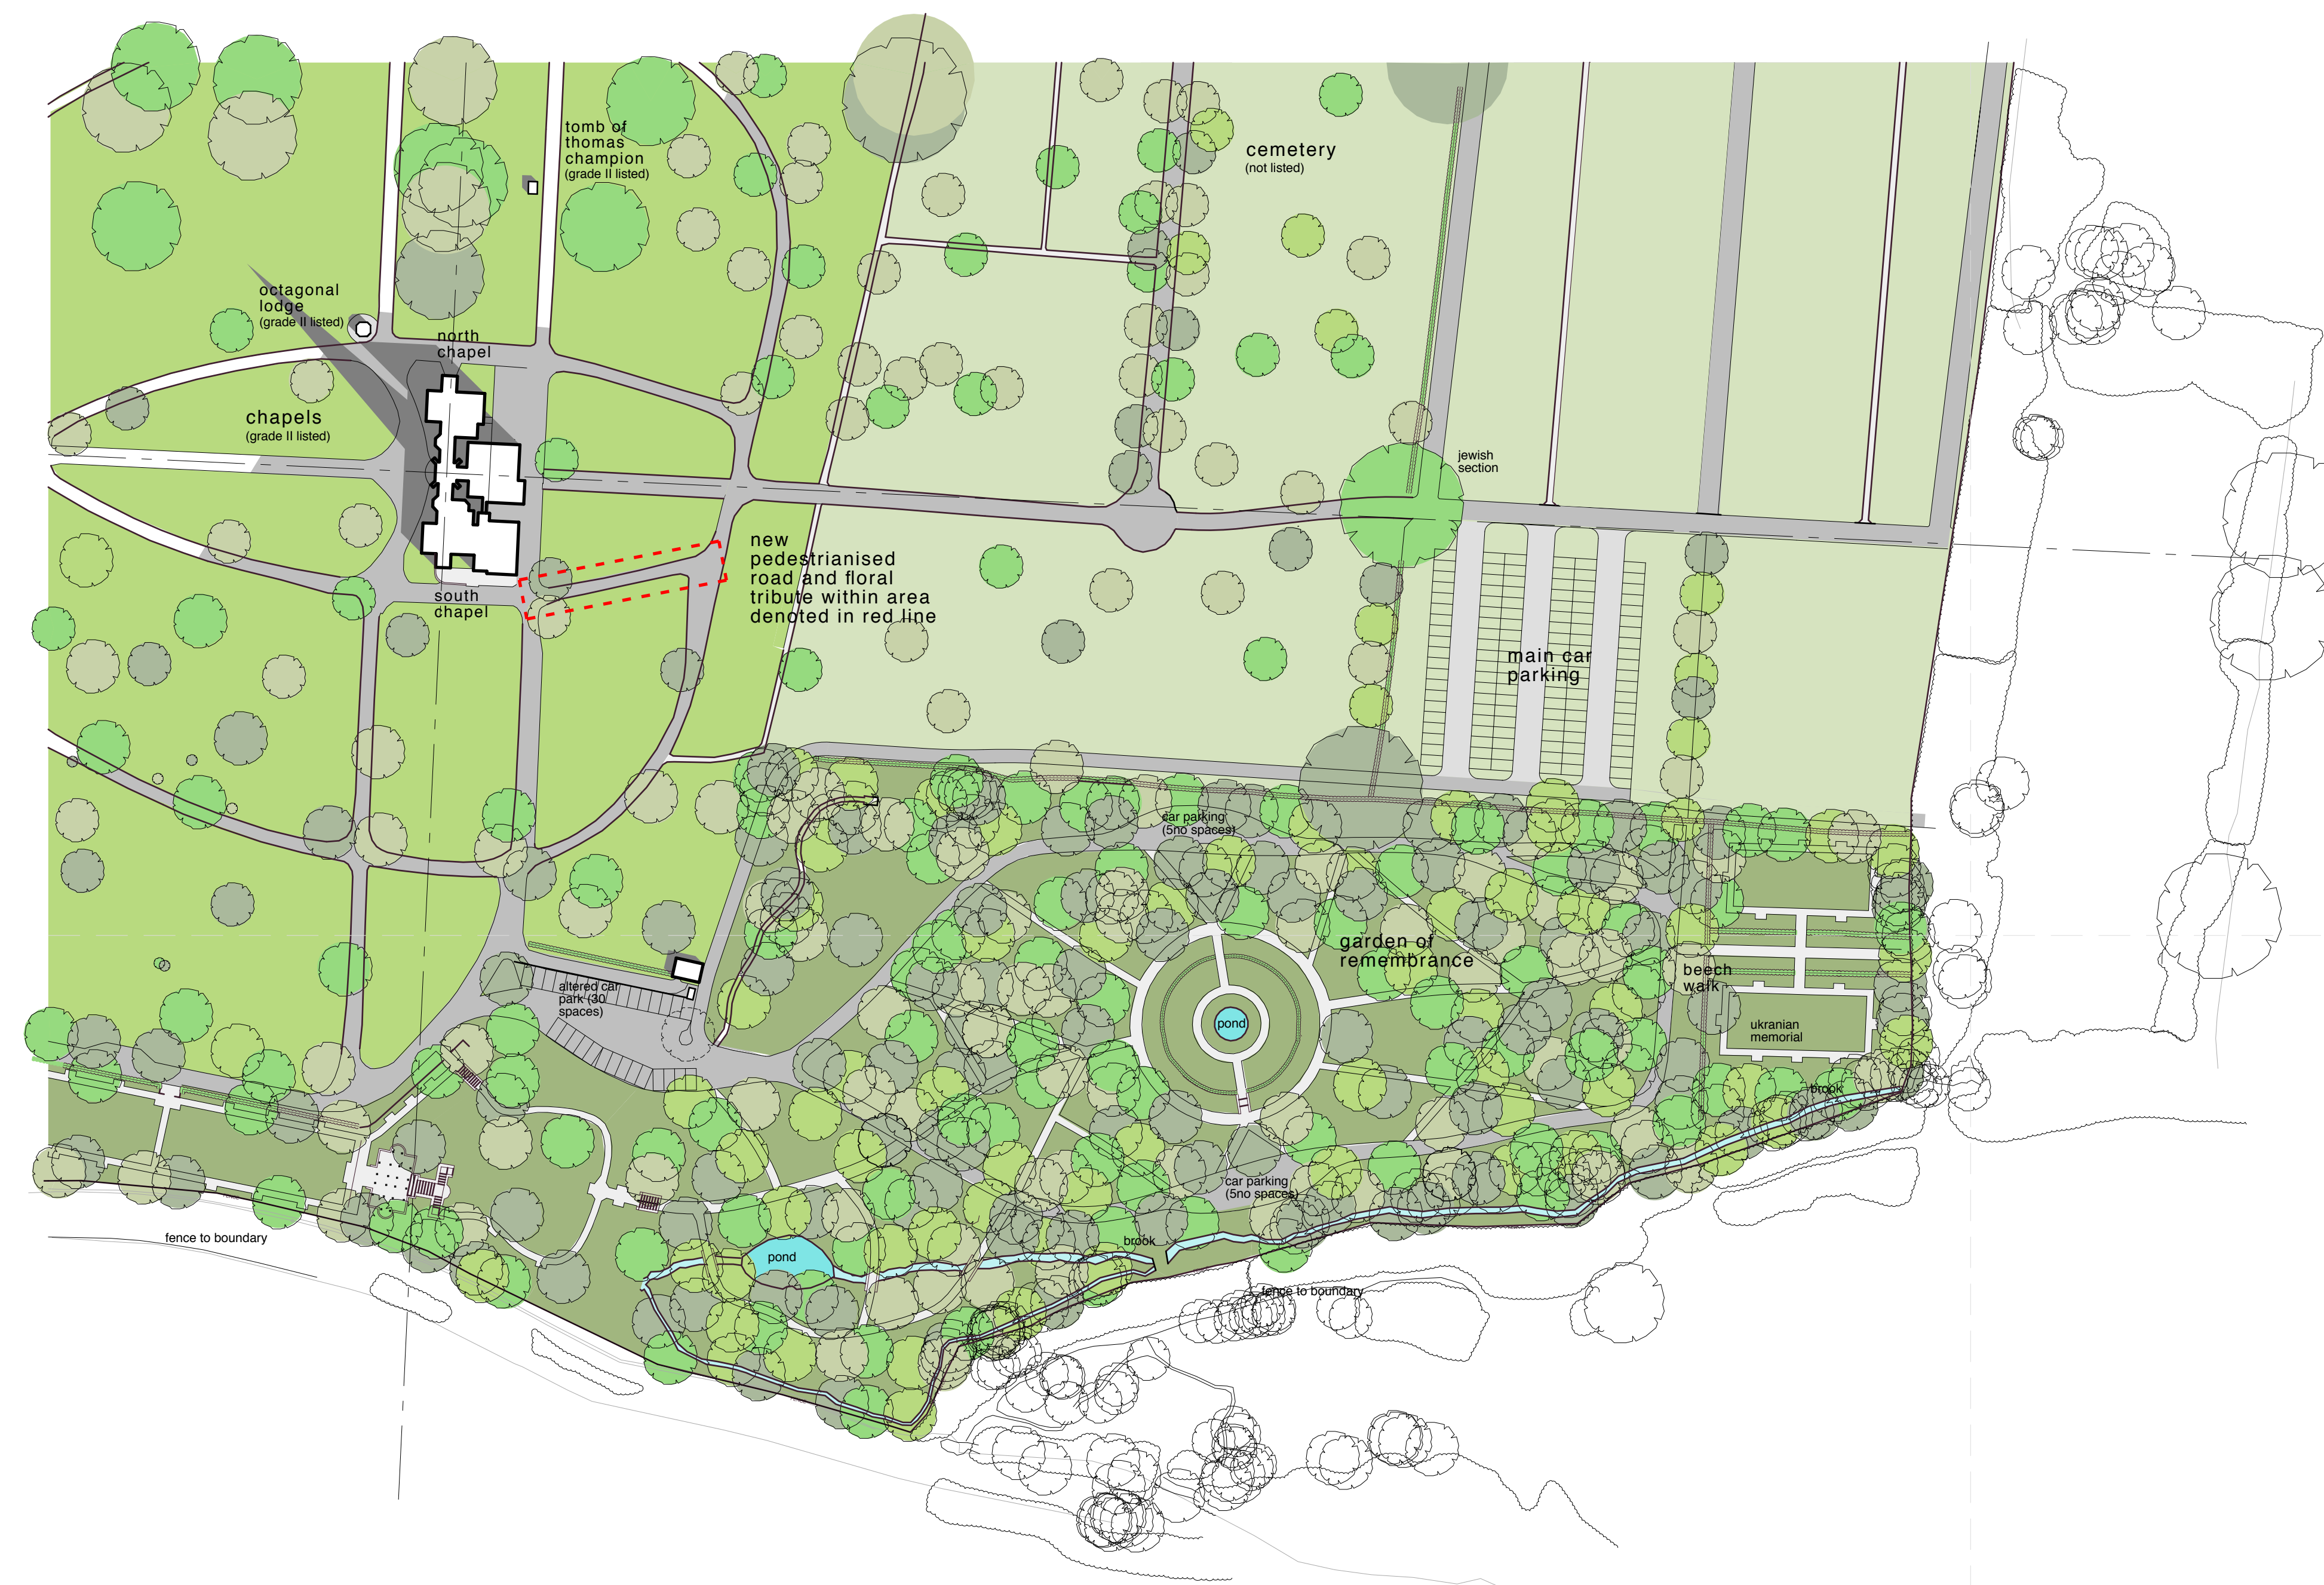 tomb of
thomas
champion
(grade II listed)
cemetery
(not listed)
octagonal
lodge
(grade II listed)
north
chapel
chapels
(grade II listed)
jewish
section
new
pedestrianised
road and floral
tribute within area
denoted in red line
south
chapel
main car
parking
car parking
(5no spaces)
garden of
remembrance
beech
walk
altered car
park (30
spaces)
pond
ukranian
memorial
brook
car parking
(5no spaces)
fence to boundary
brook
pond
fence to boundary